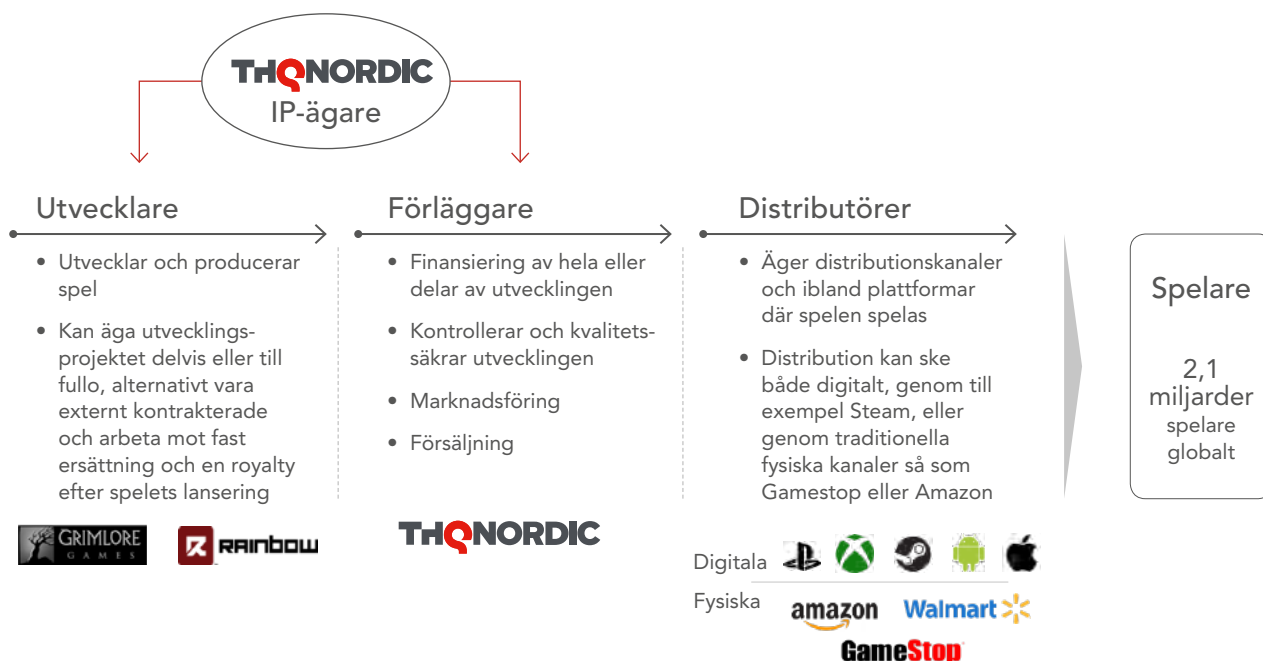 THQNORDIC
IP-ägare
Utvecklare
• Utvecklar och producerar
spel
• Kan äga utvecklings-
projektet delvis eller till
fullo, alternativt vara
externt kontrakterade
och arbeta mot fast
ersättning och en royalty
efter spelets lansering
GRIMLORE
GAMES
RAINBOW
Förläggare
• Finansiering av hela eller
delar av utvecklingen
• Kontrollerar och kvalitets-
säkrar utvecklingen
• Marknadsföring
• Försäljning
THQNORDIC
Distributörer
• Äger distributionskanaler
och ibland plattformar
där spelen spelas
• Distribution kan ske
både digitalt, genom till
exempel Steam, eller
genom traditionella
fysiska kanaler så som
Gamestop eller Amazon
Digitala
Fysiska
amazon
Walmart
GameStop
Spelare
2,1
miljarder
spelare
globalt